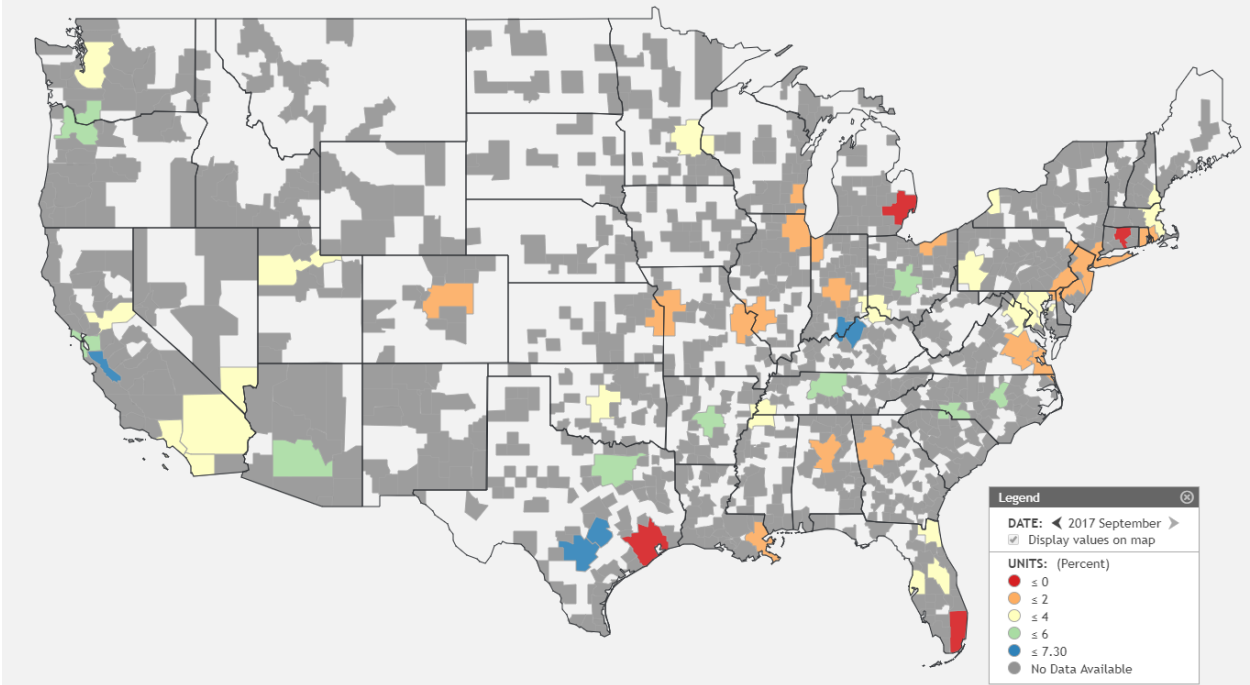 Legend
DATE: 2017 September
Display values on map
UNITS: (Percent)
≤ 0
≤ 2
≤ 4
≤ 6
≤ 7.30
No Data Available